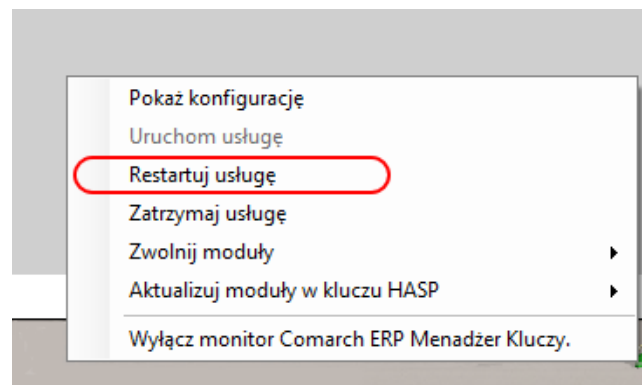 Pokaż konfigurację
Uruchom usługę
Restartuj usługę
Zatrzymaj usługę
Zwolnij moduły
Aktualizuj moduły w kluczu HASP
Wyłącz monitor Comarch ERP Menadżer Kluczy.